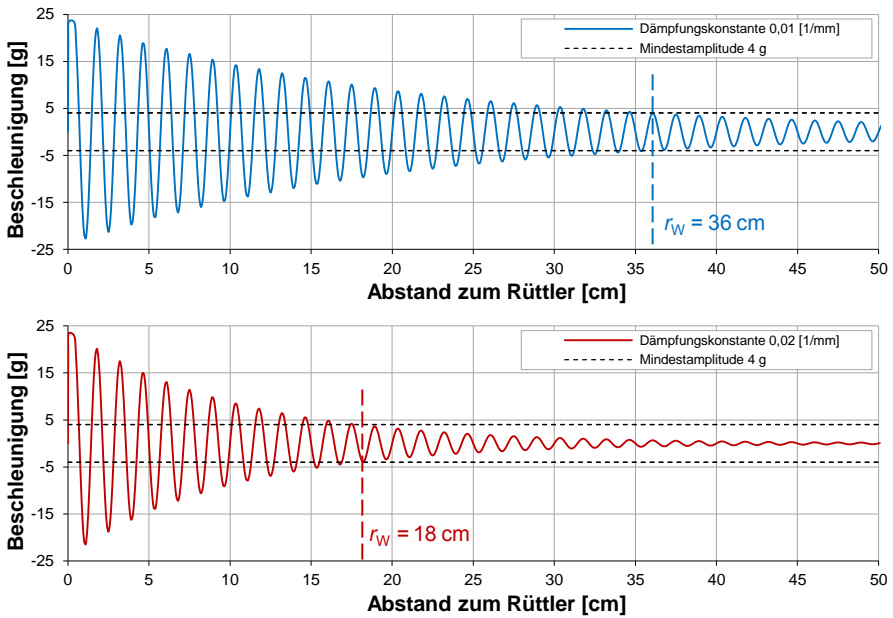 Beschleunigung [g]
25
15
5
-5
-15
-25
Dämpfungskonstante 0,01 [1/mm]
Mindestamplitude 4 g
rW = 36 cm
0 5 10 15 20 25 30 35 40 45 50
Abstand zum Rüttler [cm]
Beschleunigung [g]
25
15
5
-5
-15
-25
Dämpfungskonstante 0,02 [1/mm]
Mindestamplitude 4 g
rW = 18 cm
0 5 10 15 20 25 30 35 40 45 50
Abstand zum Rüttler [cm]